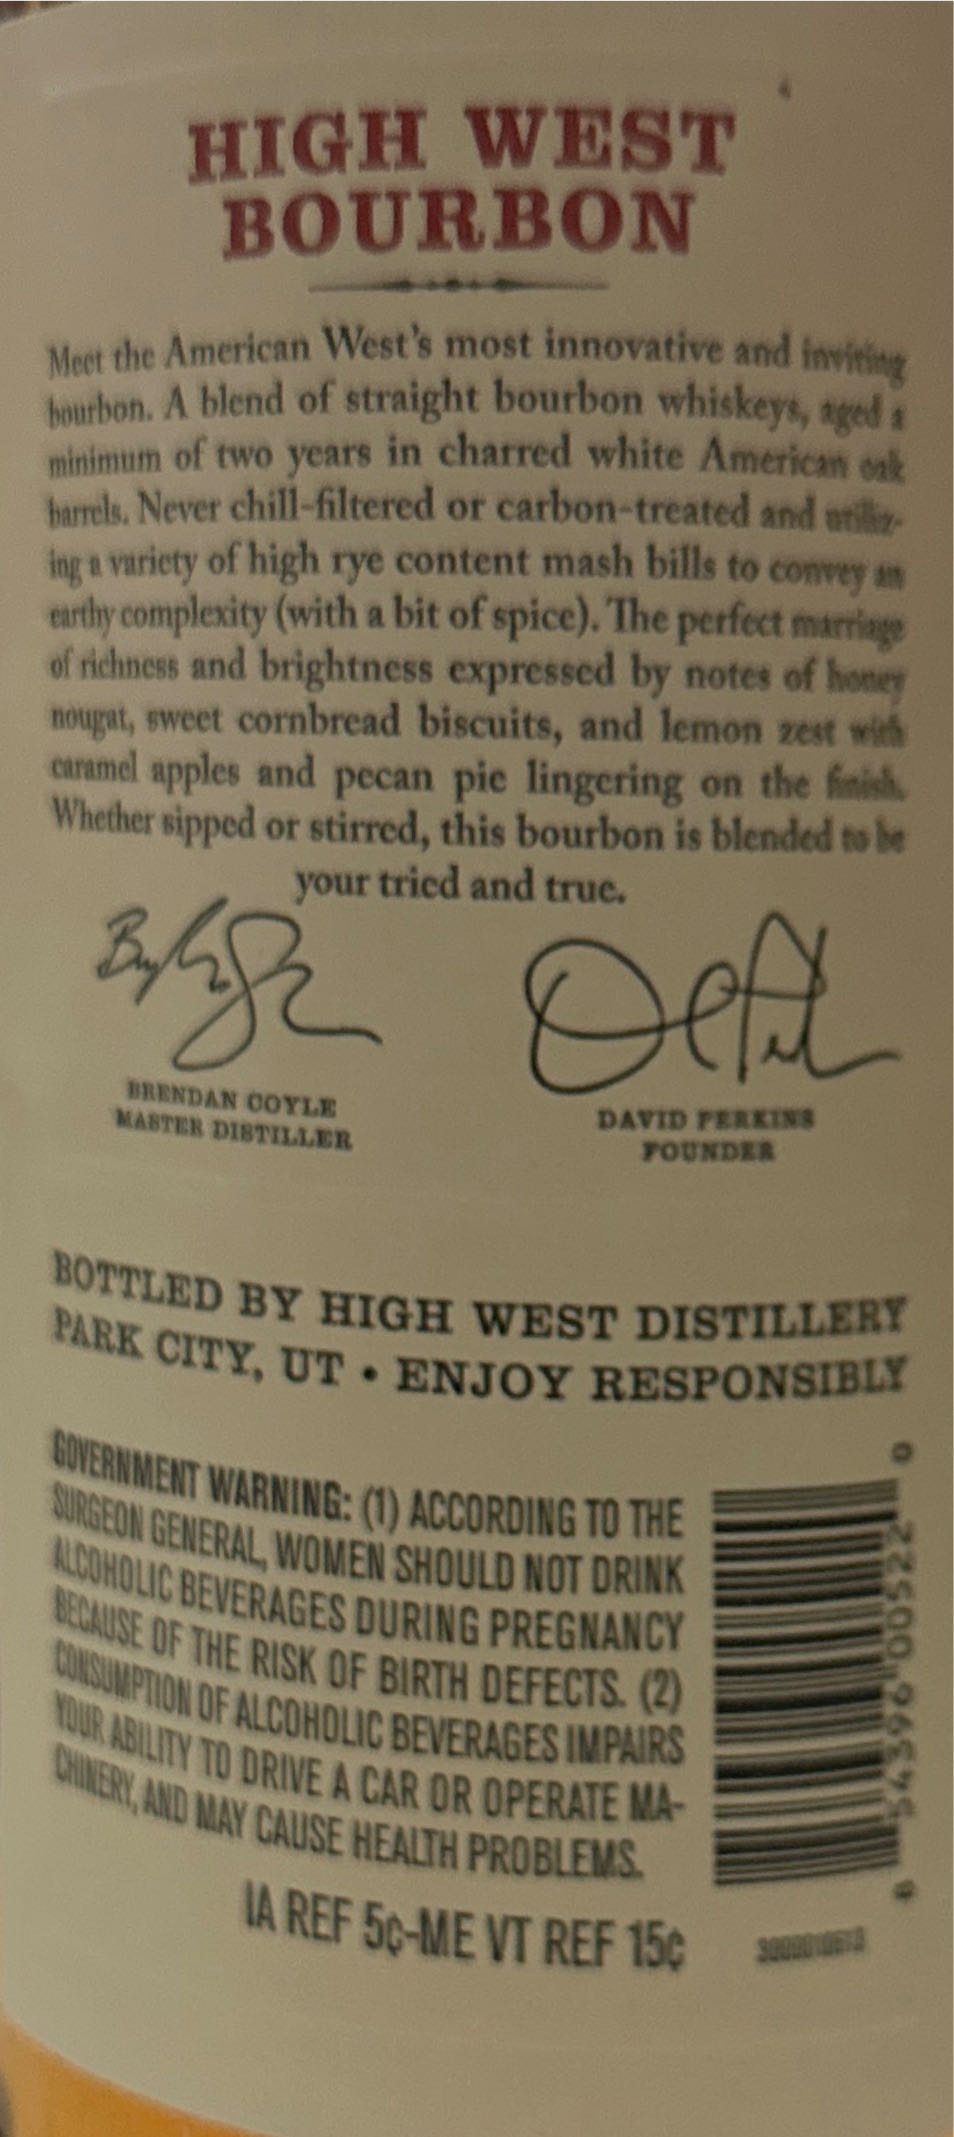 HIGH WEST
BOURBON
Meet the American West's most innovative and inviting
bourbon. A blend of straight bourbon whiskeys, aged a
minimum of two years in charred white American oak
barrels. Never chill-filtered or carbon-treated and utiliz-
ing a variety of high rye content mash bills to convey an
earthy complexity (with a bit of spice). The perfect marriage
of richness and brightness expressed by notes of honey
nougat, sweet cornbread biscuits, and lemon zest with
caramel apples and pecan pie lingering on the finish.
Whether sipped or stirred, this bourbon is blended to be
your tried and true.
BRENDAN COYLE
MASTER DISTILLER
DAVID PERKINS
FOUNDER
BOTTLED BY HIGH WEST DISTILLERY
PARK CITY, UT • ENJOY RESPONSIBLY
GOVERNMENT WARNING: (1) ACCORDING TO THE
SURGEON GENERAL, WOMEN SHOULD NOT DRINK
ALCOHOLIC BEVERAGES DURING PREGNANCY
BECAUSE OF THE RISK OF BIRTH DEFECTS. (2)
CONSUMPTION OF ALCOHOLIC BEVERAGES IMPAIRS
YOUR ABILITY TO DRIVE A CAR OR OPERATE MA-
CHINERY, AND MAY CAUSE HEALTH PROBLEMS.
IA REF 5¢-ME VT REF 15¢
54396 00522